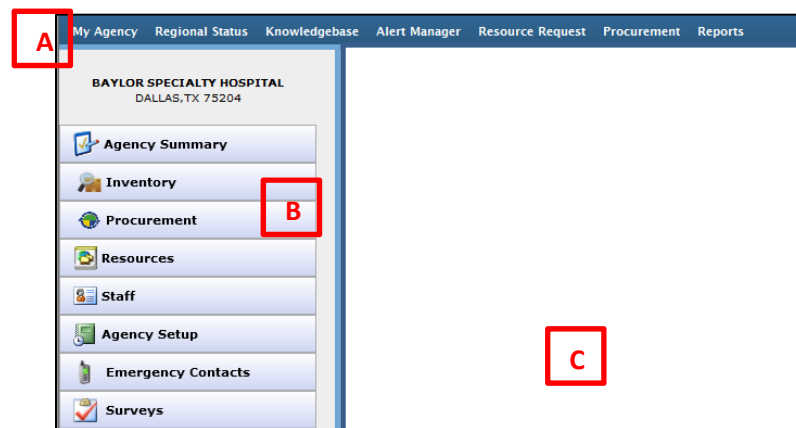 A
My Agency Regional Status Knowledgebase Alert Manager Resource Request Procurement Reports
BAYLOR SPECIALTY HOSPITAL
DALLAS,TX 75204
Agency Summary
Inventory
B
Procurement
Resources
Staff
Agency Setup
C
Emergency Contacts
Surveys